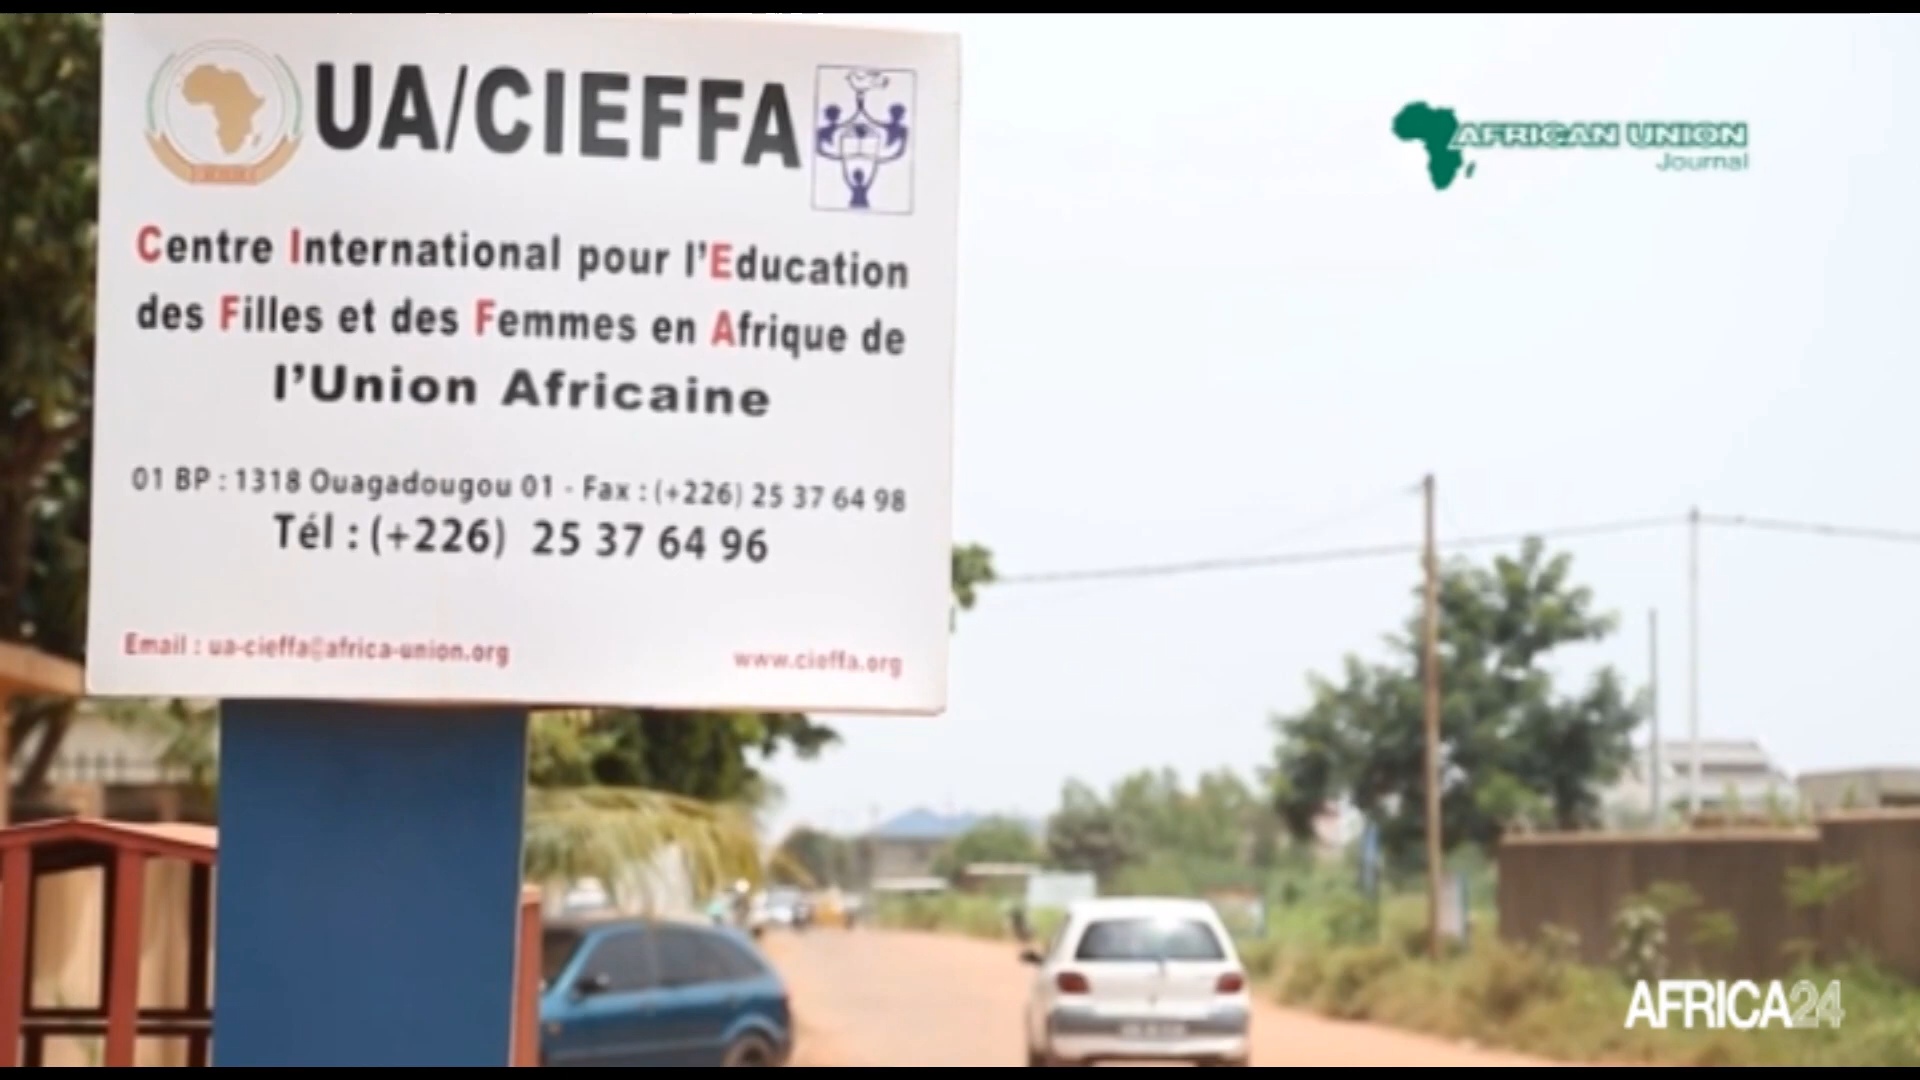 UA/CIEFFA
Centre International pour l'Education
des Filles et des Femmes en Afrique de
l'Union Africaine
01 BP : 1318 Ouagadougou 01 - Fax : (+226) 25 37 64 98
Tél : (+226) 25 37 64 96
Email : ua-cieffa@africa-union.org
www.cieffa.org
AFRICAN UNION
Journal
AFRICA24